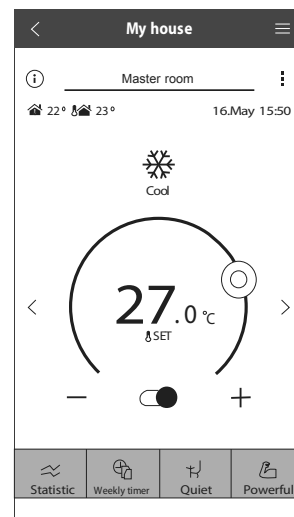 My house
Master room
22° 23° 16.May 15:50
Cool
27.0 °C
SET
Statistic Weekly timer Quiet Powerful